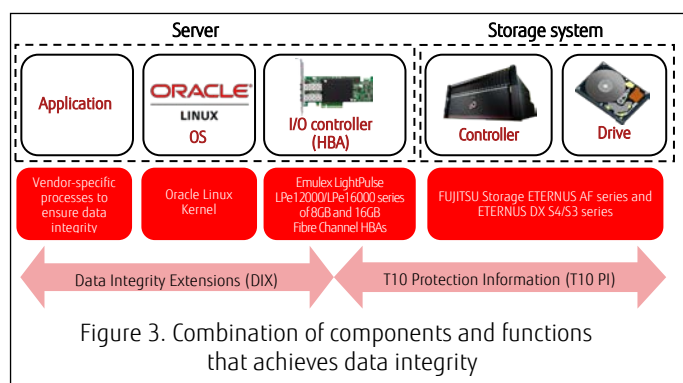 Server
Storage system
Application
ORACLE
LINUX
OS
I/O controller
(HBA)
Controller
Drive
Vendor-specific
processes to
ensure data
integrity
Oracle Linux
Kernel
Emulex LightPulse
LPe12000/LPe16000 series
of 8GB and 16GB
Fibre Channel HBAs
FUJITSU Storage ETERNUS AF series and
ETERNUS DX S4/S3 series
Data Integrity Extensions (DIX)
T10 Protection Information (T10 PI)
Figure 3. Combination of components and functions
that achieves data integrity